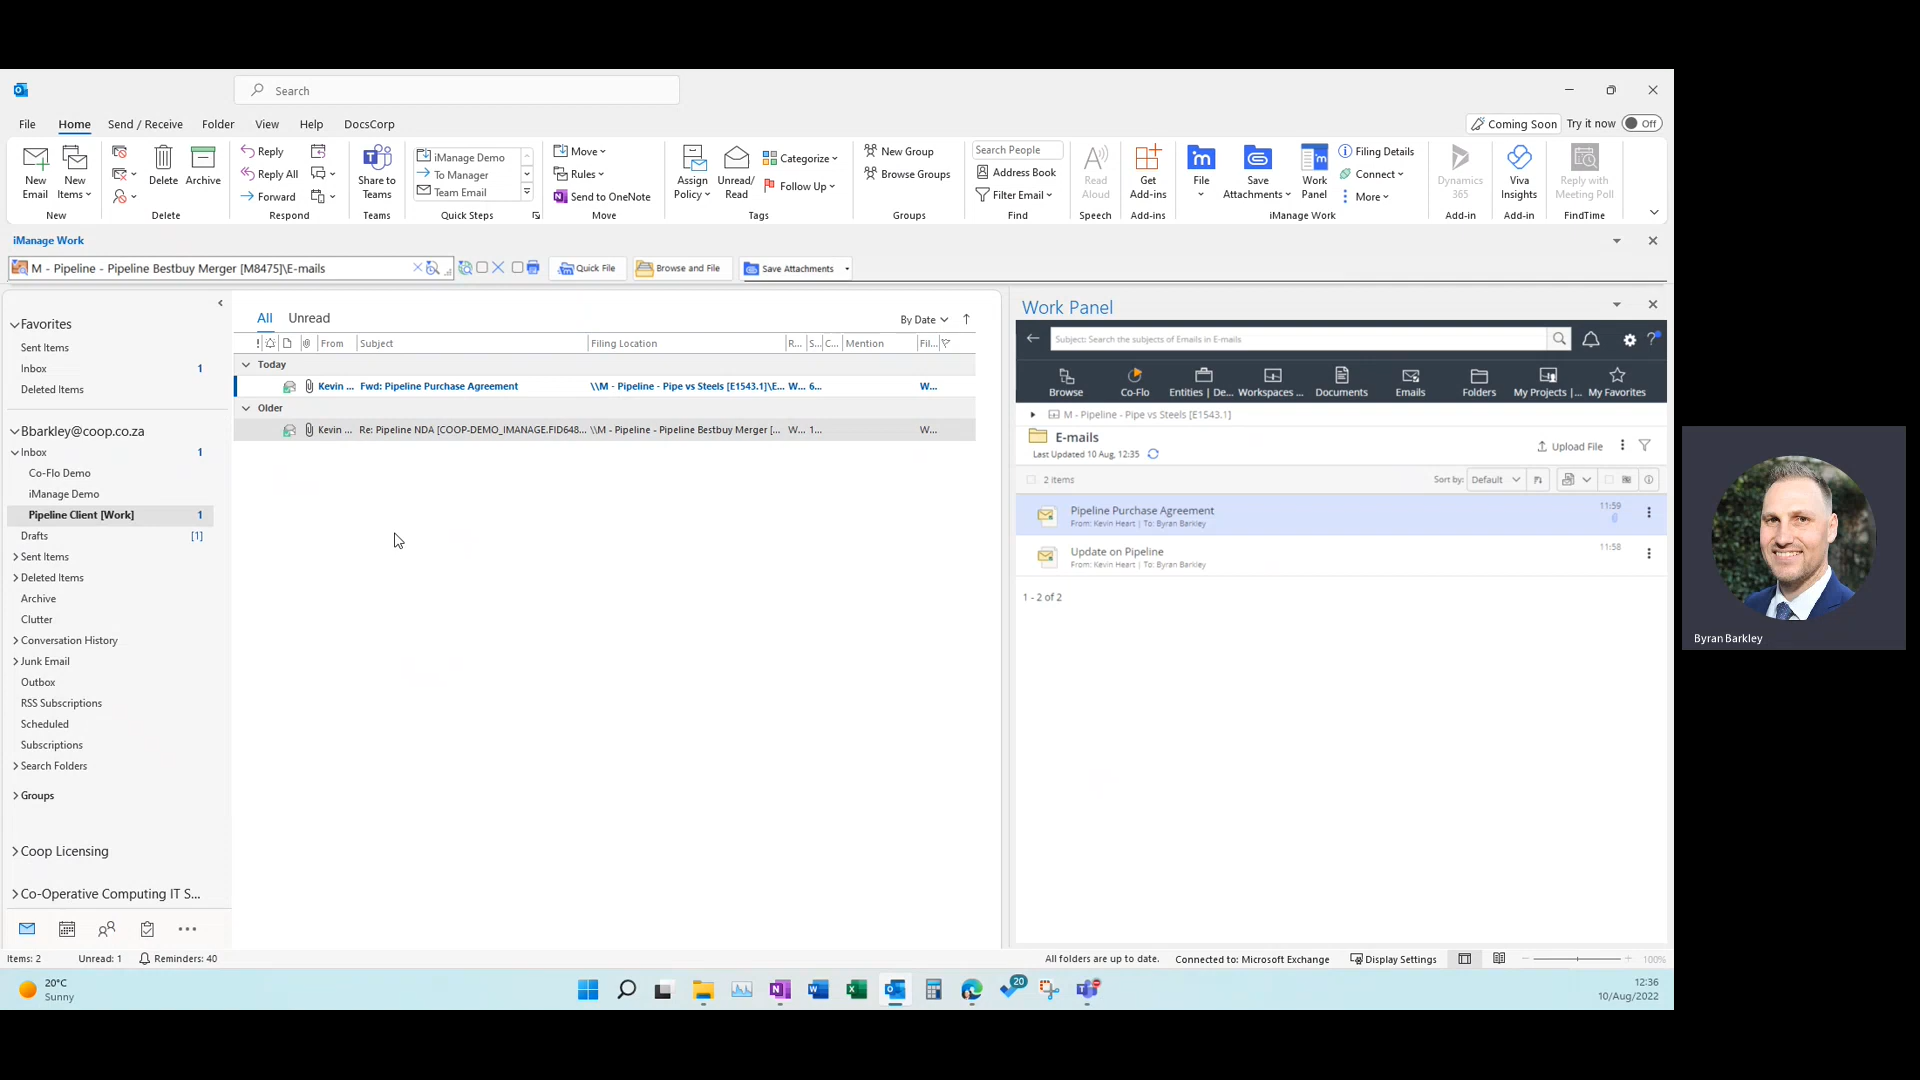 Search
File Home Send / Receive Folder View Help DocsCorp
Coming Soon Try it now Off
New Email
New Items
New
Delete
Archive
Delete
Reply
Reply All
Forward
Respond
Share to Teams
Teams
iManage Demo
To Manager
Team Email
Quick Steps
Move
Rules
Send to OneNote
Move
Assign Policy
Unread/ Read
Categorize
Follow Up
Tags
New Group
Browse Groups
Groups
Search People
Address Book
Filter Email
Find
Read Aloud
Speech
Get Add-ins
Add-ins
File
Save Attachments
Work Panel
Filing Details
Connect
More
iManage Work
Dynamics 365
Add-in
Viva Insights
Add-in
Reply with Meeting Poll
FindTime
iManage Work
M - Pipeline - Pipeline Bestbuy Merger [M8475]\E-mails
Quick File
Browse and File
Save Attachments
Favorites
Sent Items
Inbox 1
Deleted Items
Bbarkley@coop.co.za
Inbox 1
Co-Flo Demo
iManage Demo
Pipeline Client [Work] 1
Drafts [1]
Sent Items
Deleted Items
Archive
Clutter
Conversation History
Junk Email
Outbox
RSS Subscriptions
Scheduled
Subscriptions
Search Folders
Groups
Coop Licensing
Co-Operative Computing IT S...
All Unread By Date
! From Subject Filing Location R... S... C... Mention Fil...
Today
Kevin ... Fwd: Pipeline Purchase Agreement \\M - Pipeline - Pipe vs Steels [E1543.1]\E... W... 6... W...
Older
Kevin ... Re: Pipeline NDA [COOP-DEMO_IMANAGE.FID648... \\M - Pipeline - Pipeline Bestbuy Merger [... W... 1... W...
Work Panel
Subject: Search the subjects of Emails in E-mails
Browse Co-Flo Entities | De... Workspaces ... Documents Emails Folders My Projects |... My Favorites
M - Pipeline - Pipe vs Steels [E1543.1]
E-mails
Last Updated 10 Aug, 12:35
Upload File
2 items Sort by: Default
Pipeline Purchase Agreement 11:59
From: Kevin Heart | To: Byran Barkley
Update on Pipeline 11:58
From: Kevin Heart | To: Byran Barkley
1 - 2 of 2
Byran Barkley
Items: 2 Unread: 1 Reminders: 40
All folders are up to date. Connected to: Microsoft Exchange Display Settings 100%
20°C
Sunny
20
12:36
10/Aug/2022